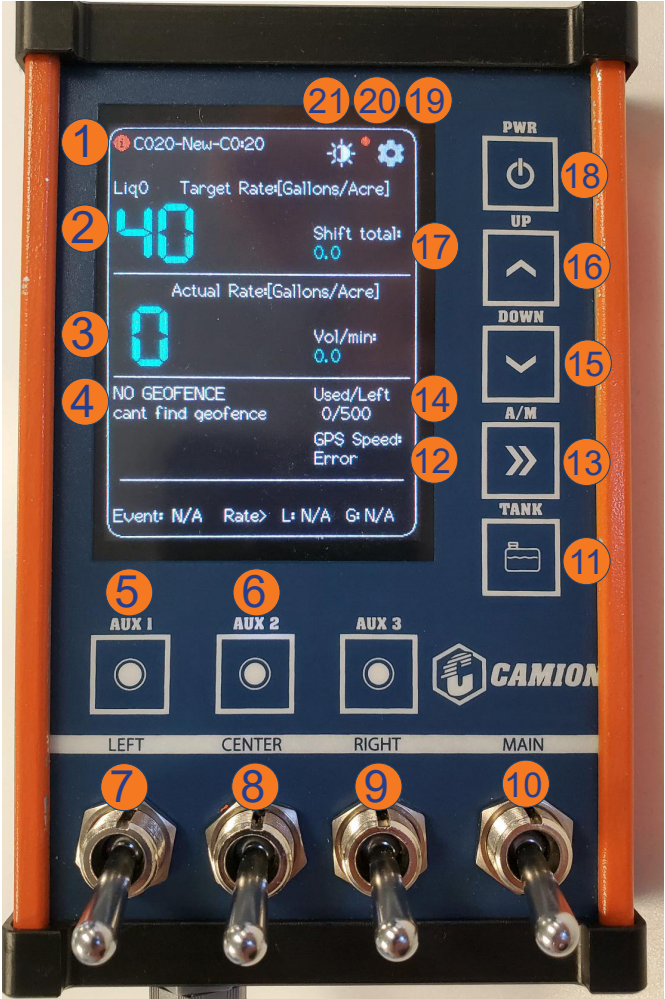 21 20 19
1 C020-New-C0:20
PWR
18
Liq0 Target Rate:[Gallons/Acre]
2 40
Shift total:
0.0
17
UP
16
Actual Rate:[Gallons/Acre]
3 0
Vol/min:
0.0
DOWN
15
4 NO GEOFENCE
cant find geofence
Used/Left
0/500
14
A/M
13
GPS Speed:
Error
12
TANK
11
Event: N/A Rate> L: N/A G: N/A
5 6
AUX 1 AUX 2 AUX 3
CAMION
LEFT CENTER RIGHT MAIN
7 8 9 10